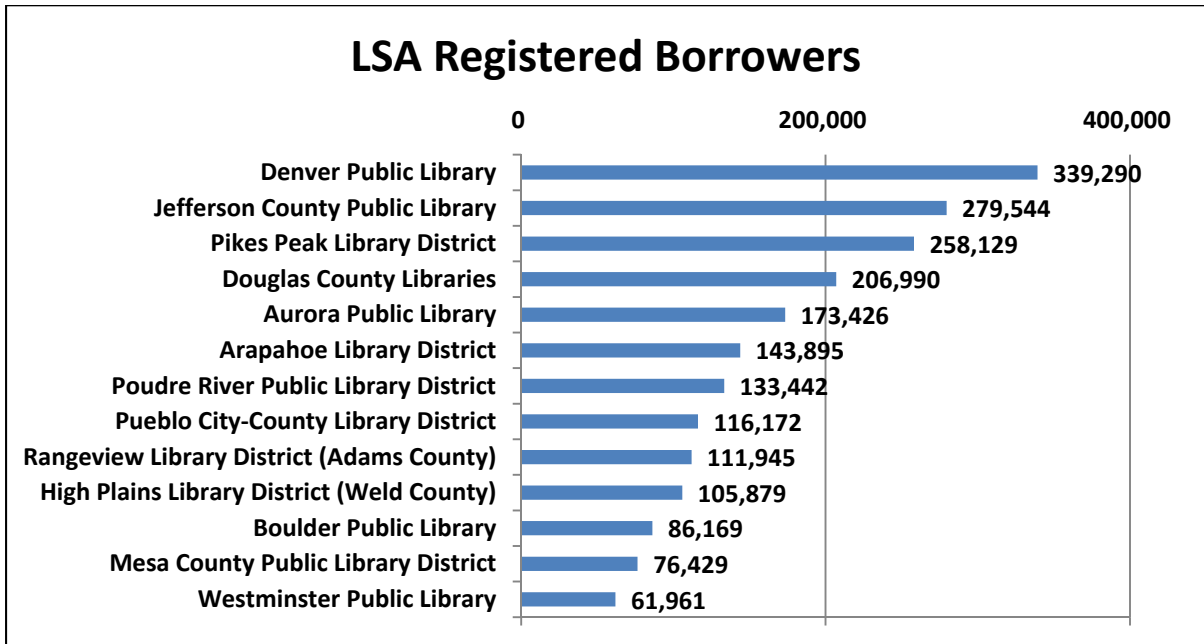 LSA Registered Borrowers
0 200,000 400,000
Denver Public Library 339,290
Jefferson County Public Library 279,544
Pikes Peak Library District 258,129
Douglas County Libraries 206,990
Aurora Public Library 173,426
Arapahoe Library District 143,895
Poudre River Public Library District 133,442
Pueblo City-County Library District 116,172
Rangeview Library District (Adams County) 111,945
High Plains Library District (Weld County) 105,879
Boulder Public Library 86,169
Mesa County Public Library District 76,429
Westminster Public Library 61,961